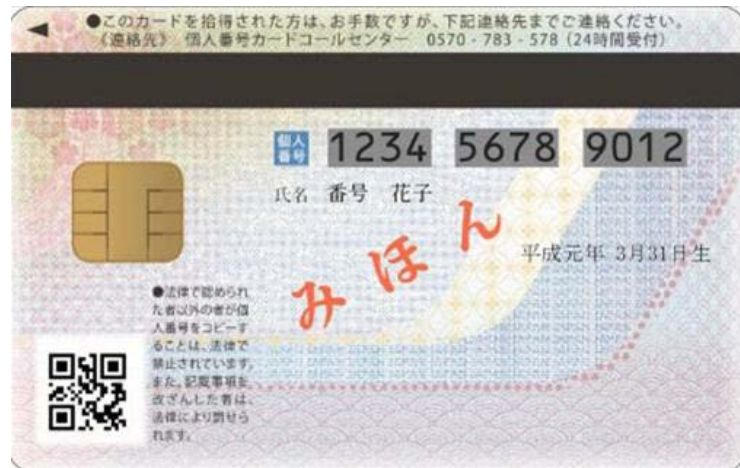 ◀ ●このカードを拾得された方は、お手数ですが、下記連絡先までご連絡ください。
《連絡先》 個人番号カードコールセンター 0570-783-578(24時間受付)
個人番号 1234 5678 9012
氏名 番号 花子
平成元年 3月31日生
みほん
●法律で認められ
た者以外の者が個
人番号をコピーす
ることは、法律で
禁止されています。
また、記載事項を
改ざんした者は、
法律により罰せら
れます。